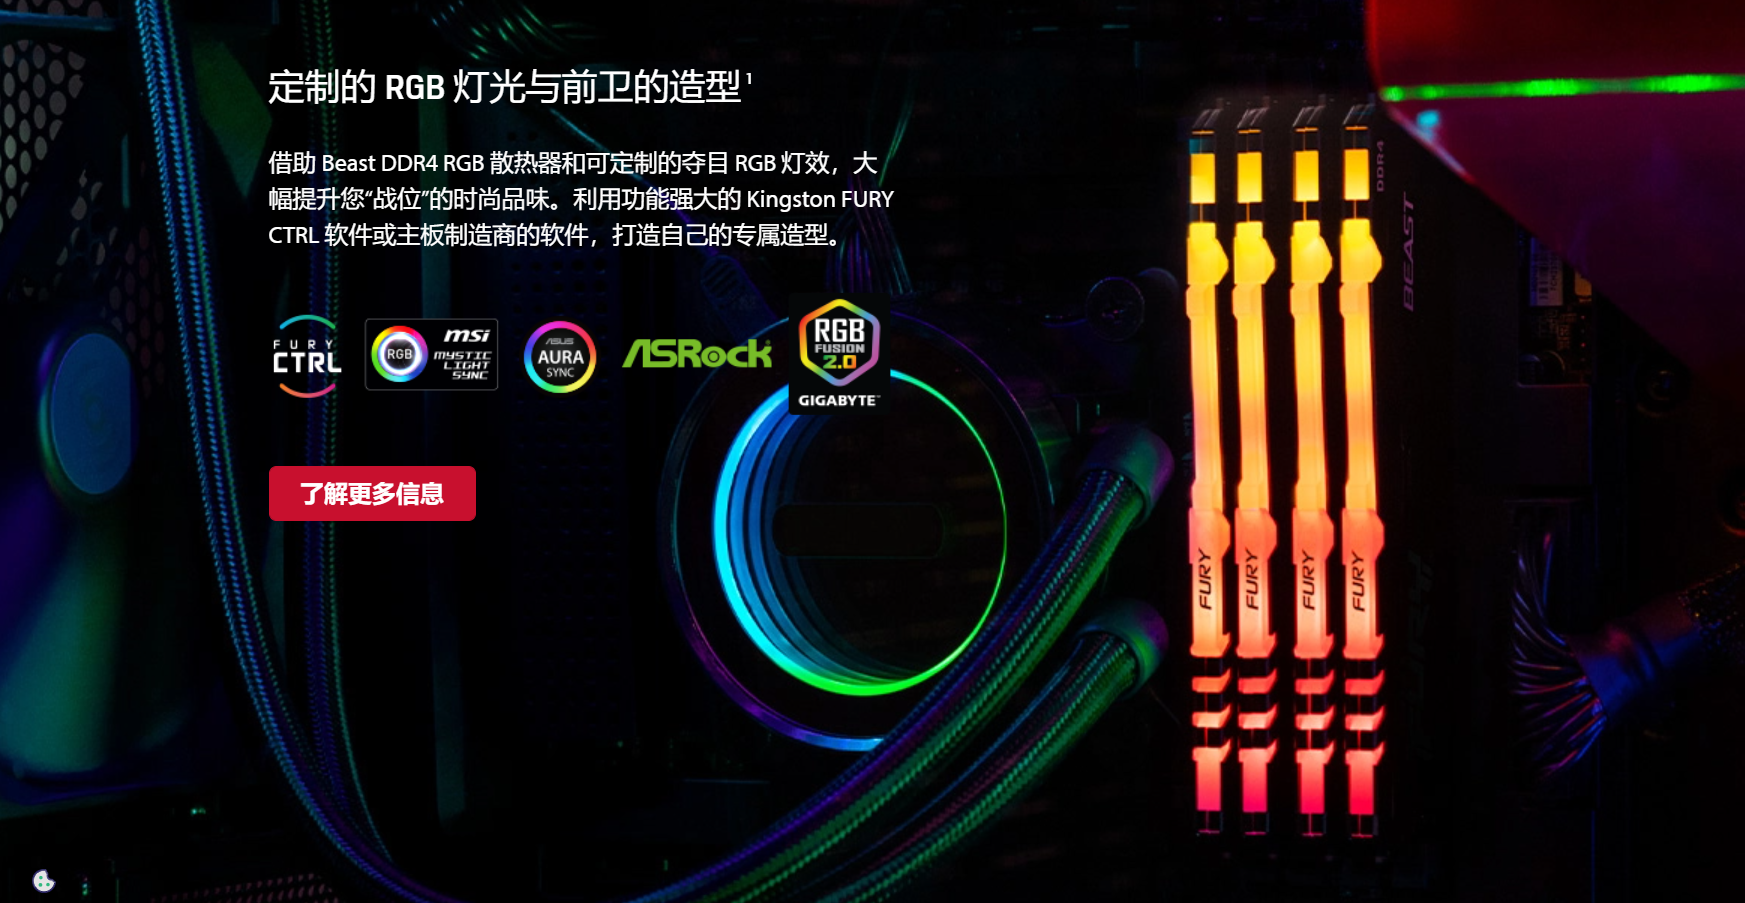 定制的 RGB 灯光与前卫的造型¹
借助 Beast DDR4 RGB 散热器和可定制的夺目 RGB 灯效，大
幅提升您“战位”的时尚品味。利用功能强大的 Kingston FURY
CTRL 软件或主板制造商的软件，打造自己的专属造型。
FURY
CTRL
RGB
msi
MYSTIC
LIGHT
SYNC
ASUS
AURA
SYNC
ASRock
RGB
FUSION
2.0
GIGABYTE™
了解更多信息
DDR4
BEAST
FURY
FURY
FURY
FURY